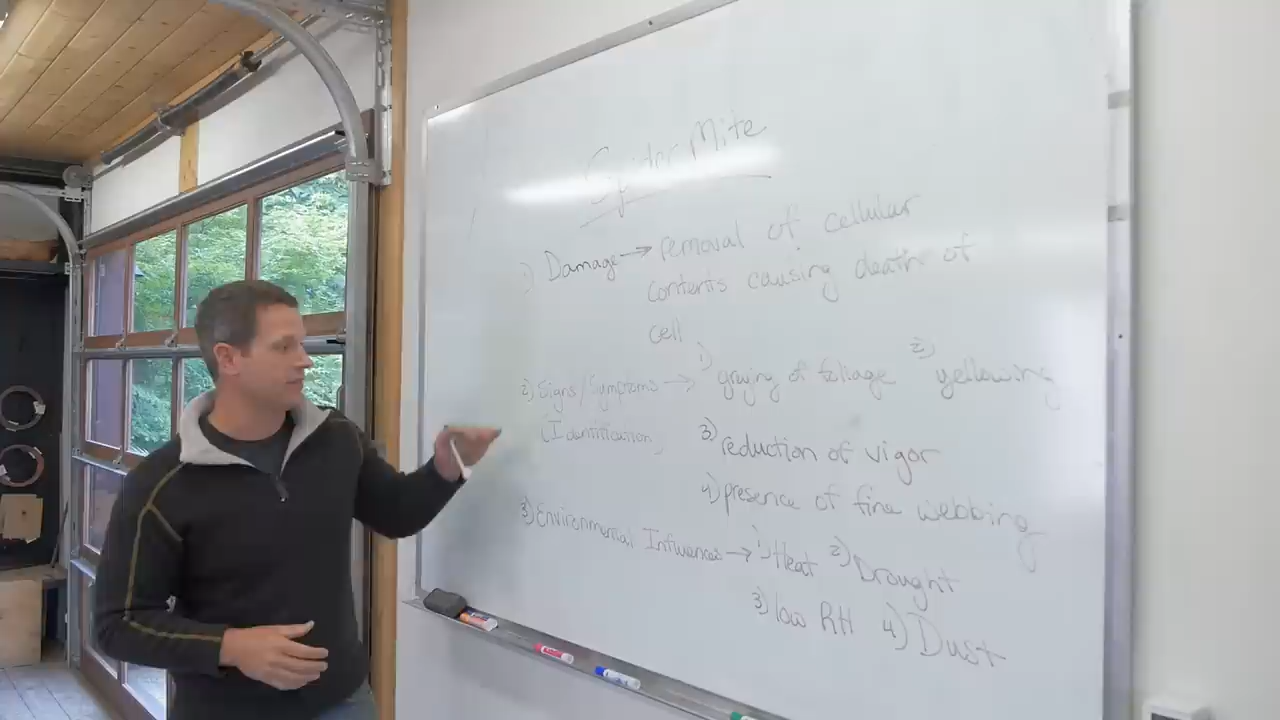 Spider Mite
1) Damage → removal of cellular
contents causing death of
cell
2) Signs/Symptoms → 1) graying of foliage 2) yellowing
(Identification)
3) reduction of vigor
4) presence of fine webbing
3) Environmental Influences → 1) Heat 2) Drought
3) low RH 4) Dust